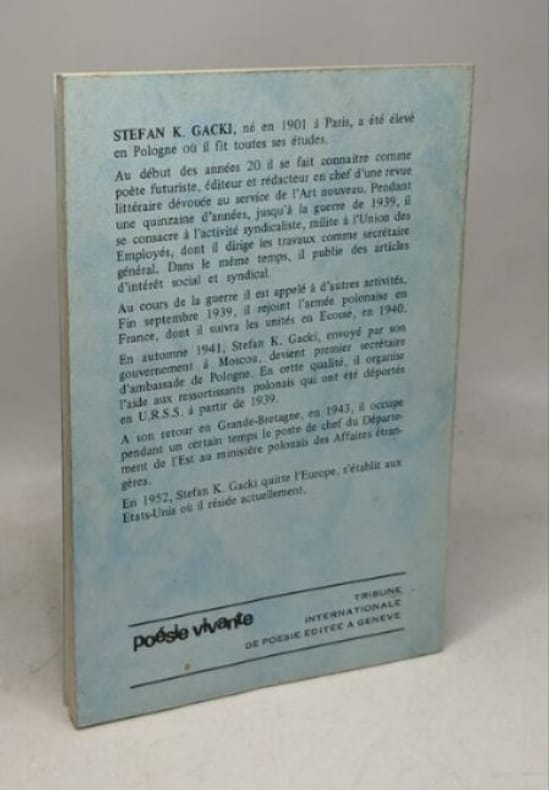 STEFAN K. GACKI, né en 1901 à Paris, a été élevé
en Pologne où il fit toutes ses études.
Au début des années 20 il se fait connaitre comme
poète futuriste, éditeur et rédacteur en chef d'une revue
littéraire dévouée au service de l'Art nouveau. Pendant
une quinzaine d'années, jusqu'à la guerre de 1939, il
se consacre à l'activité syndicaliste, milite à l'Union des
Employés, dont il dirige les travaux comme secrétaire
général. Dans le même temps, il publie des articles
d'intérêt social et syndical.
Au cours de la guerre il est appelé à d'autres activités.
Fin septembre 1939, il rejoint l'armée polonaise en
France, dont il suivra les unités en Ecosse, en 1940.
En automne 1941, Stefan K. Gacki, envoyé par son
gouvernement à Moscou, devient premier secrétaire
d'ambassade de Pologne. En cette qualité, il organise
l'aide aux ressortissants polonais qui ont été déportés
en U.R.S.S. à partir de 1939.
A son retour en Grande-Bretagne, en 1943, il occupe
pendant un certain temps le poste de chef du Départe-
ment de l'Est au ministère polonais des Affaires étran-
gères.
En 1952, Stefan K. Gacki quitte l'Europe, s'établit aux
Etats-Unis où il réside actuellement.
poésie vivante
TRIBUNE
INTERNATIONALE
DE POESIE EDITEE A GENEVE